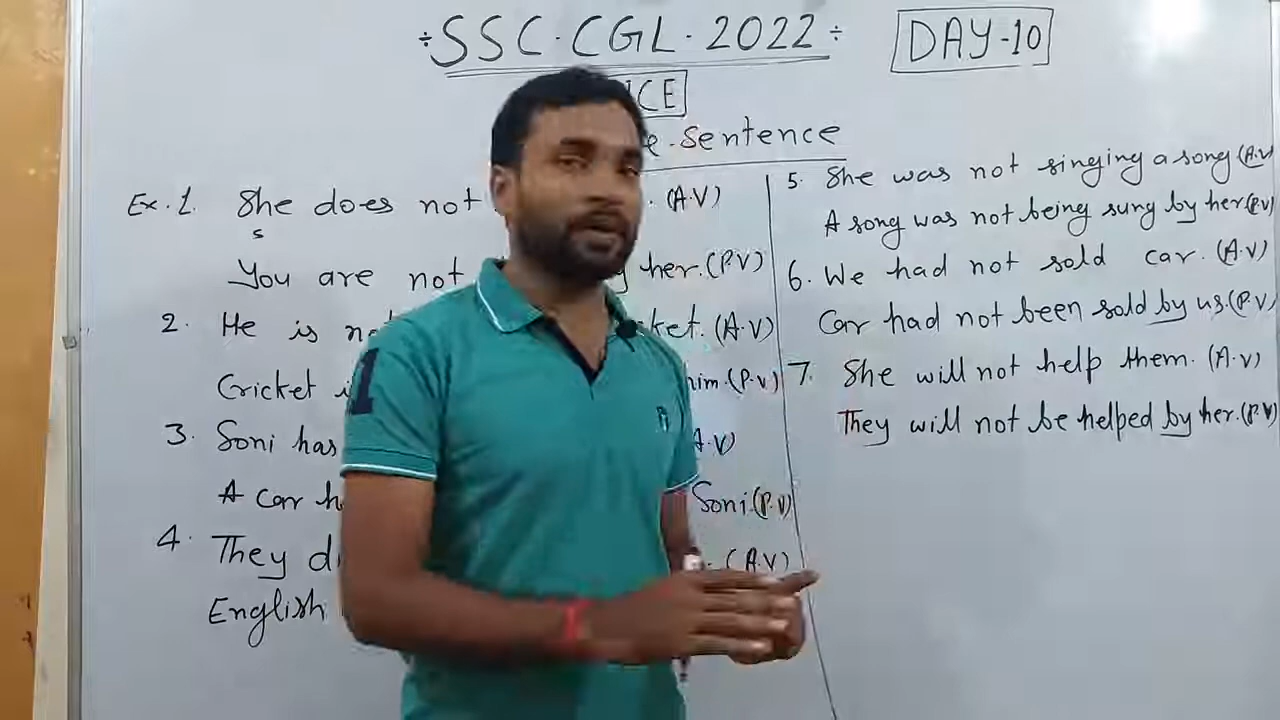 ÷ SSC.CGL.2022 ÷
DAY-10
ICE
e.Sentence
Ex.1. She does not . (A.V)
s
You are not her.(P.V)
2. He is ket. (A.V)
Cricket him.(P.V)
3. Soni has A.V)
A car Soni.(P.V)
4. They . (A.V)
English
5. She was not singing a song (A.V
A song was not being sung by her(P.V)
6. We had not sold car. (A.V)
Car had not been sold by us.(P.V)
7. She will not help them. (A.V)
They will not be helped by her.(P.V)
1